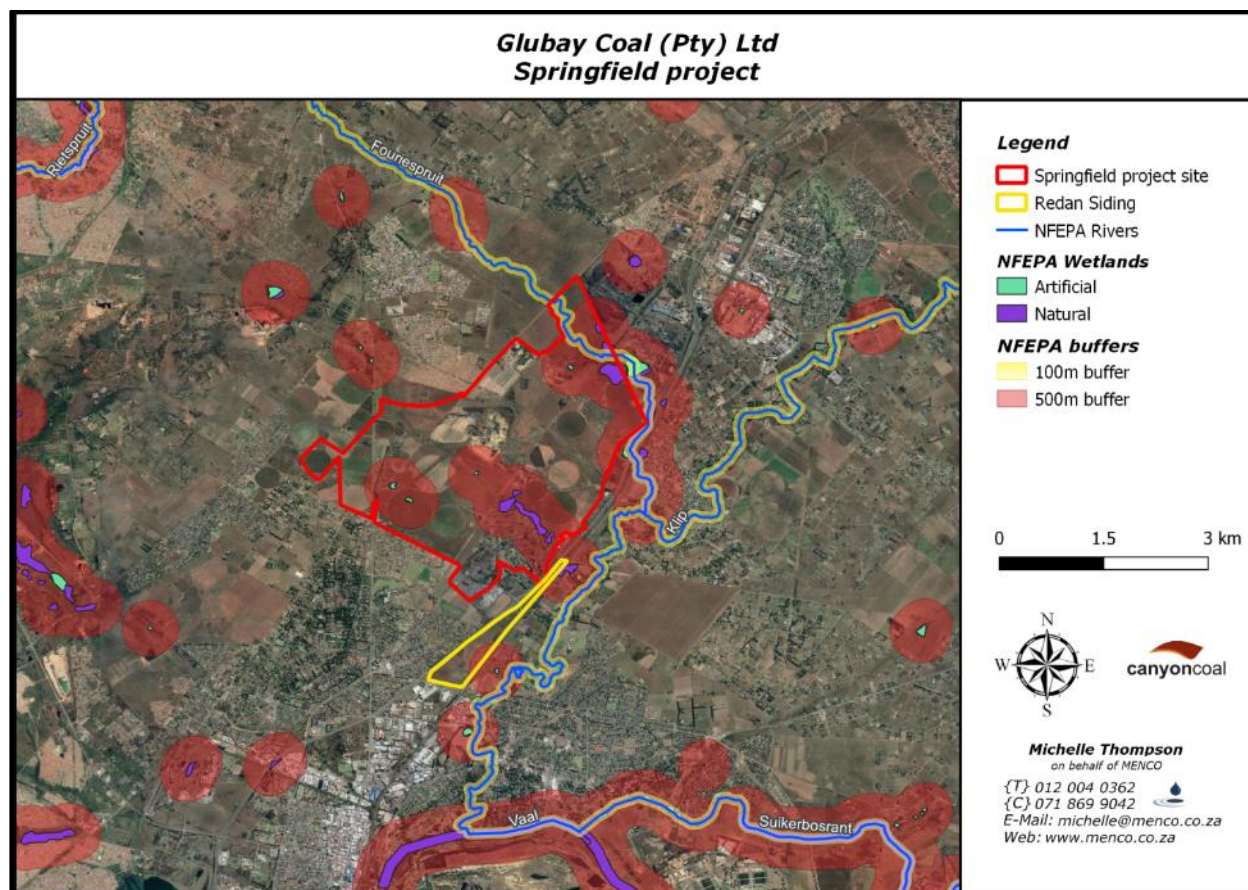 Glubay Coal (Pty) Ltd
Springfield project
Rietspruit
Fouriespruit
Klip
Vaal
Suikerbosrant
Legend
Springfield project site
Redan Siding
NFEPA Rivers
NFEPA Wetlands
Artificial
Natural
NFEPA buffers
100m buffer
500m buffer
0 1.5 3 km
N
W E
S
canyoncoal
Michelle Thompson
on behalf of MENCO
{T} 012 004 0362
{C} 071 869 9042
E-Mail: michelle@menco.co.za
Web: www.menco.co.za